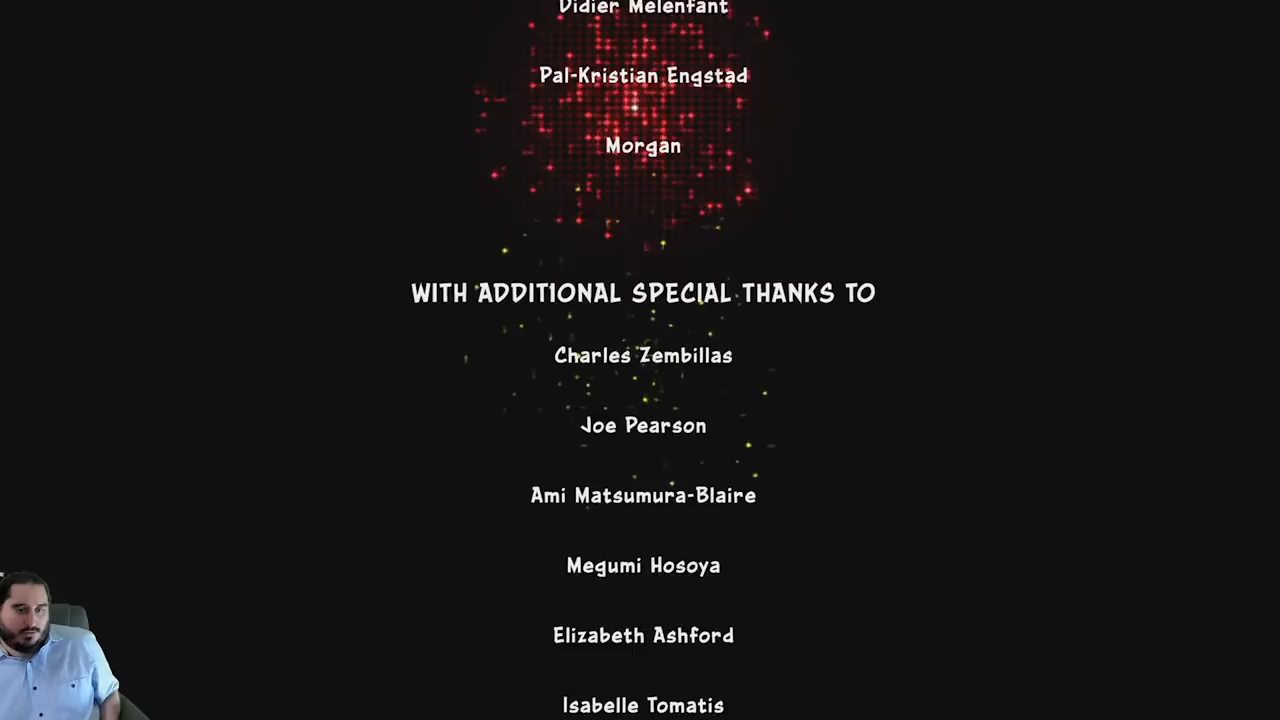 Didier Melenfant
Pal-Kristian Engstad
Morgan
WITH ADDITIONAL SPECIAL THANKS TO
Charles Zembillas
Joe Pearson
Ami Matsumura-Blaire
Megumi Hosoya
Elizabeth Ashford
Isabelle Tomatis